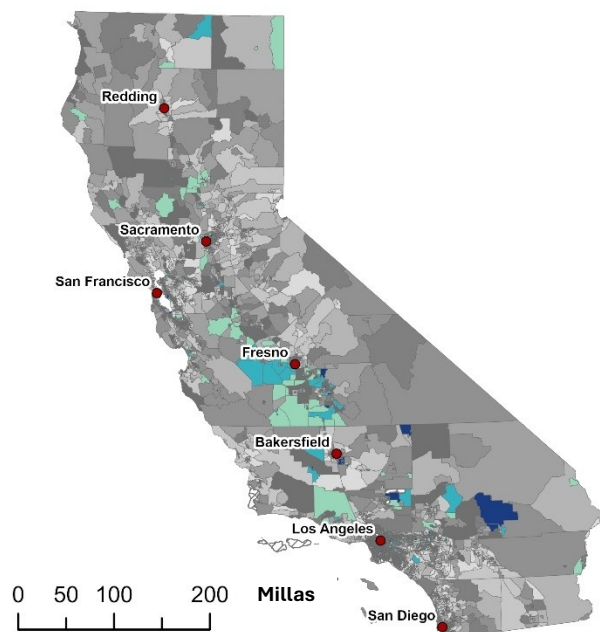 Redding
Sacramento
San Francisco
Fresno
Bakersfield
Los Angeles
San Diego
0 50 100 200 Millas